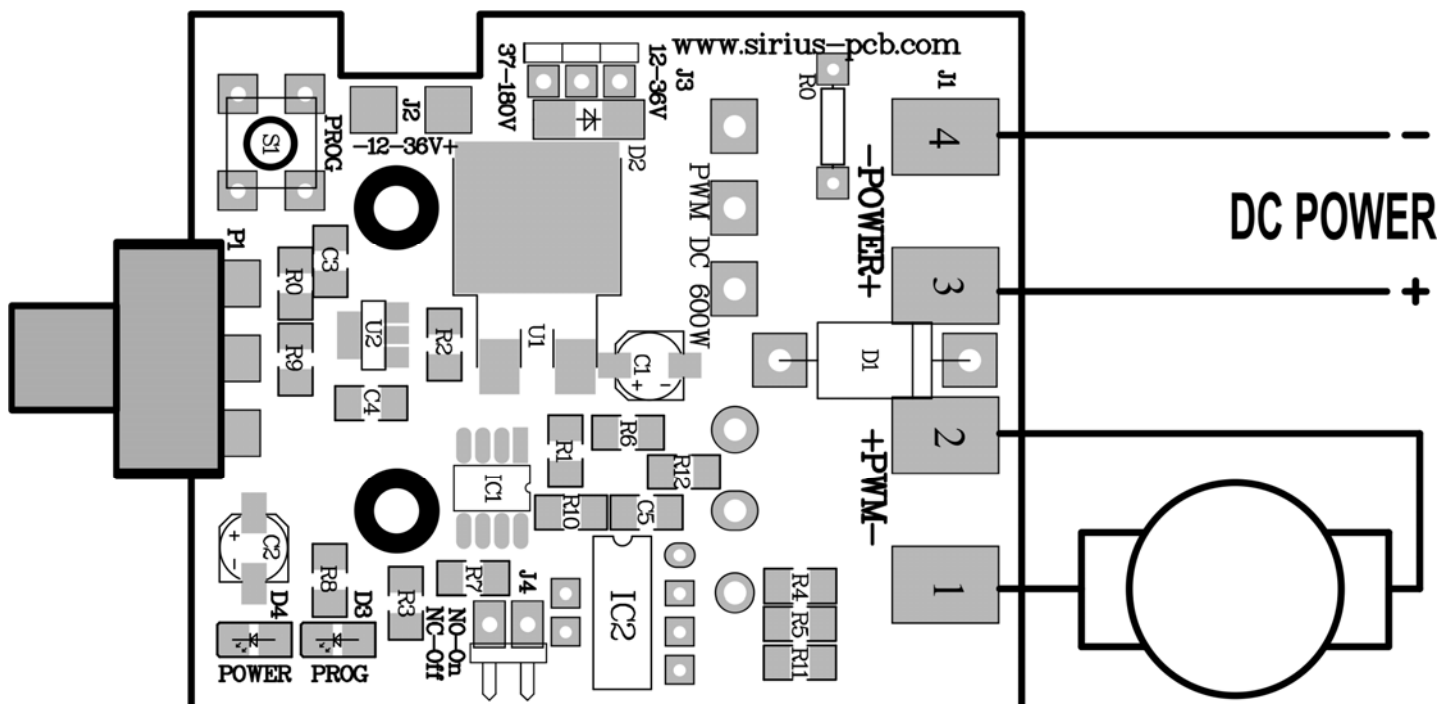 www.sirius-pcb.com
37-180V
12-36V
J3
R0
J1
J2
-12-36V+
S1
PROG
D2
4
-
DC POWER
+
-POWER+
3
PWM DC 600W
P1
R0
C3
U2
R2
U1
C1
+ -
D1
R9
C4
2
+PWM-
R1
R6
R12
IC1
R10
C5
+
-
C2
R8
R3
R7
J4
IC2
R4
R5
R11
1
D4
D3
NO-On
NC-Off
POWER
PROG